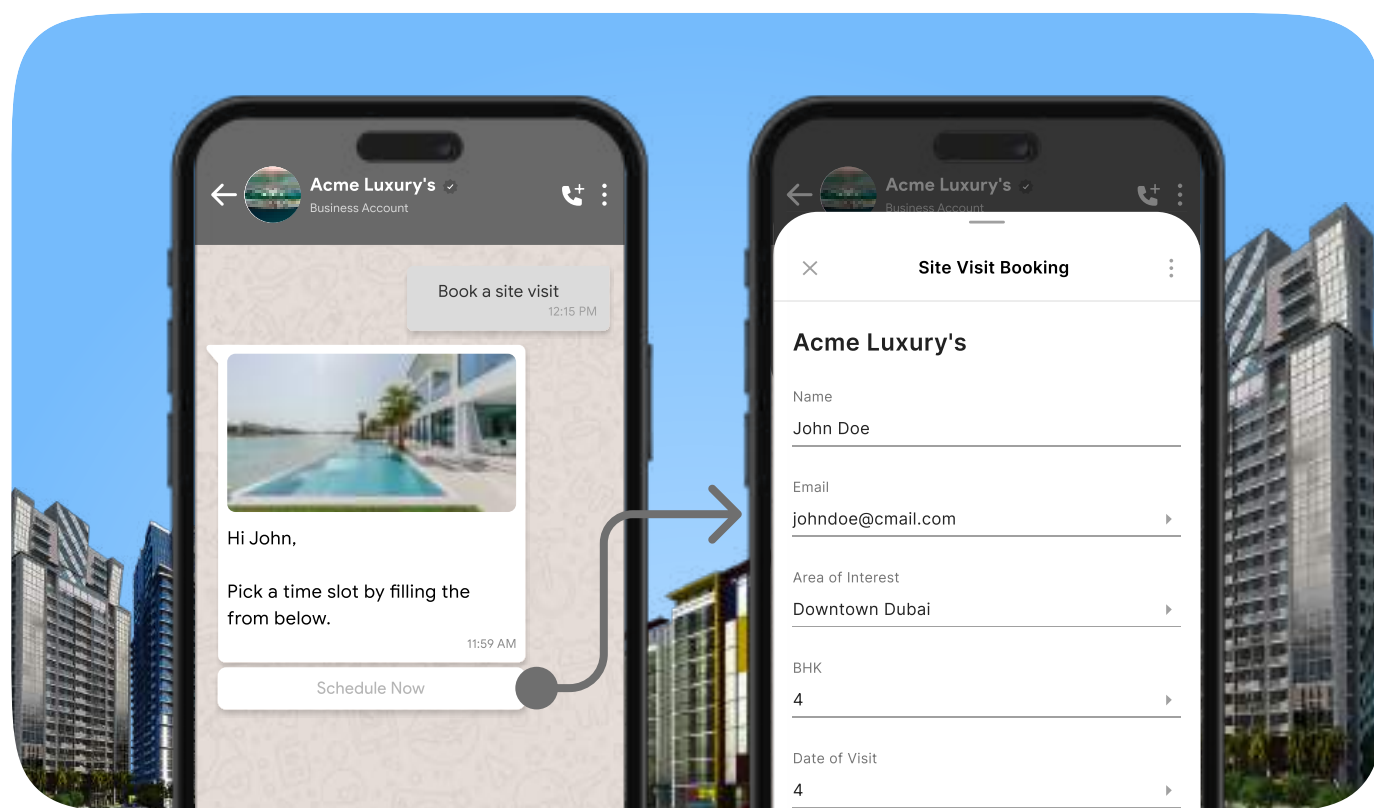 Acme Luxury's
Business Account
Book a site visit
12:15 PM
Hi John,
Pick a time slot by filling the
from below.
11:59 AM
Schedule Now
Acme Luxury's
Business Account
Site Visit Booking
Acme Luxury's
Name
John Doe
Email
johndoe@cmail.com
Area of Interest
Downtown Dubai
BHK
4
Date of Visit
4